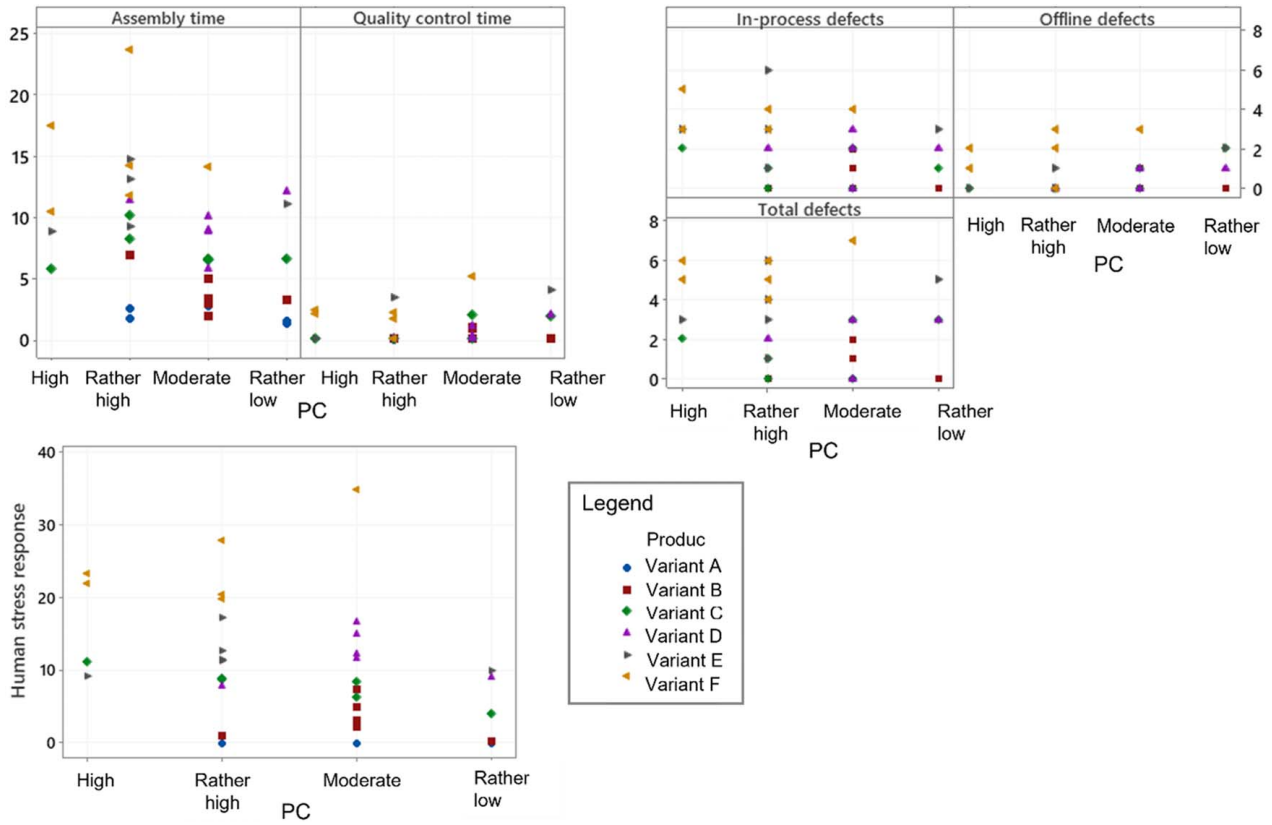 Assembly time Quality control time
25
20
15
10
5
0
High Rather high Moderate Rather low High Rather high Moderate Rather low
PC
In-process defects Offline defects
8
6
4
2
0
High Rather high Moderate Rather low
PC
Total defects
8
6
4
2
0
High Rather high Moderate Rather low
PC
Human stress response
40
30
20
10
0
High Rather high Moderate Rather low
PC
Legend
Produc
Variant A
Variant B
Variant C
Variant D
Variant E
Variant F